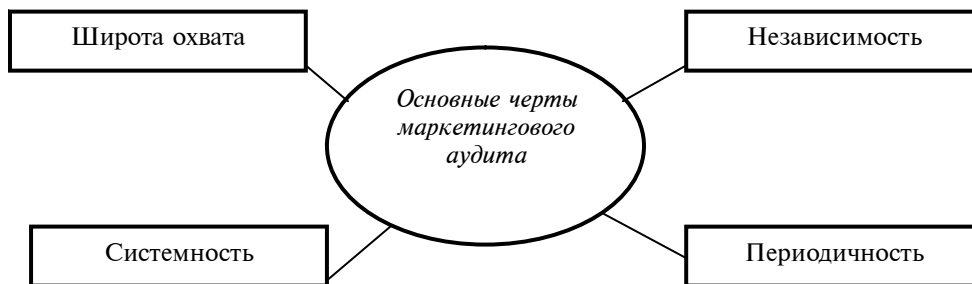 Широта охвата
Независимость
Основные черты
маркетингового
аудита
Системность
Периодичность